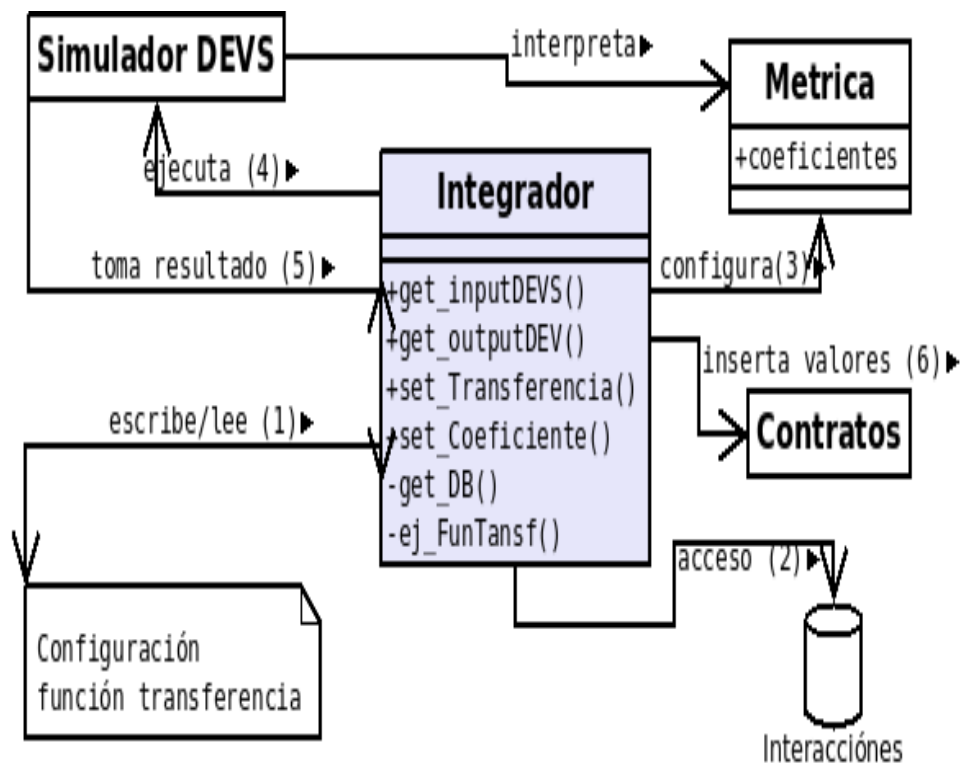 Simulador DEVS
interpreta
Metrica
+coeficientes
ejecuta (4)
Integrador
toma resultado (5)
configura(3)
+get_inputDEVS()
+get_outputDEV()
+set_Transferencia()
+set_Coeficiente()
-get_DB()
-ej_FunTansf()
inserta valores (6)
Contratos
escribe/lee (1)
acceso (2)
Configuración
función transferencia
Interacciónes